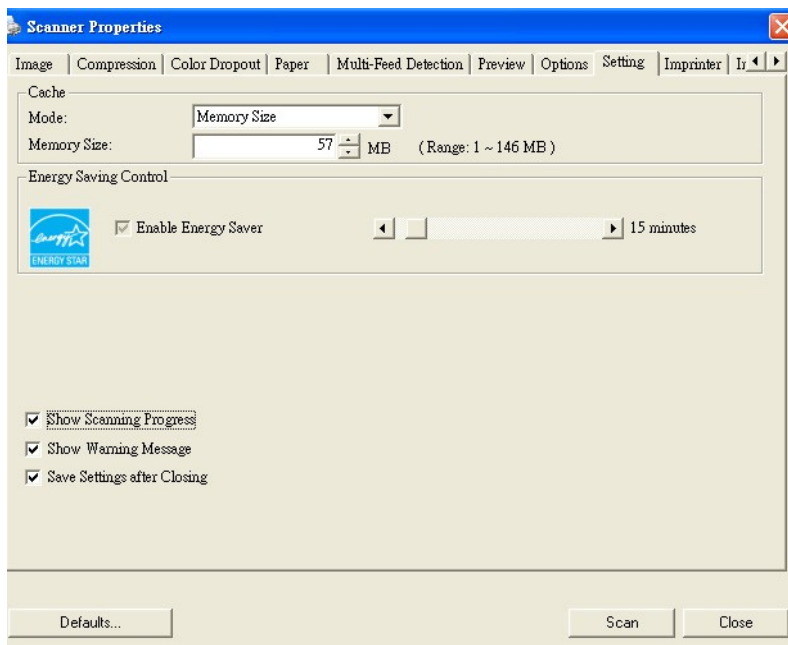 Scanner Properties
Image Compression Color Dropout Paper Multi-Feed Detection Preview Options Setting Imprinter
Cache
Mode: Memory Size
Memory Size: 57 MB (Range: 1 ~ 146 MB)
Energy Saving Control
energy
ENERGY STAR
Enable Energy Saver 15 minutes
Show Scanning Progress
Show Warning Message
Save Settings after Closing
Defaults... Scan Close